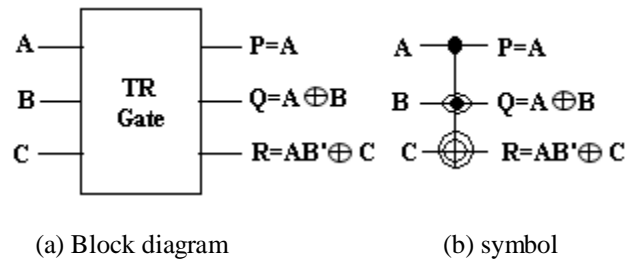 A P=A A P=A
B TR Gate Q=A⊕B B Q=A⊕B
C R=AB'⊕ C C R=AB'⊕ C
(a) Block diagram (b) symbol